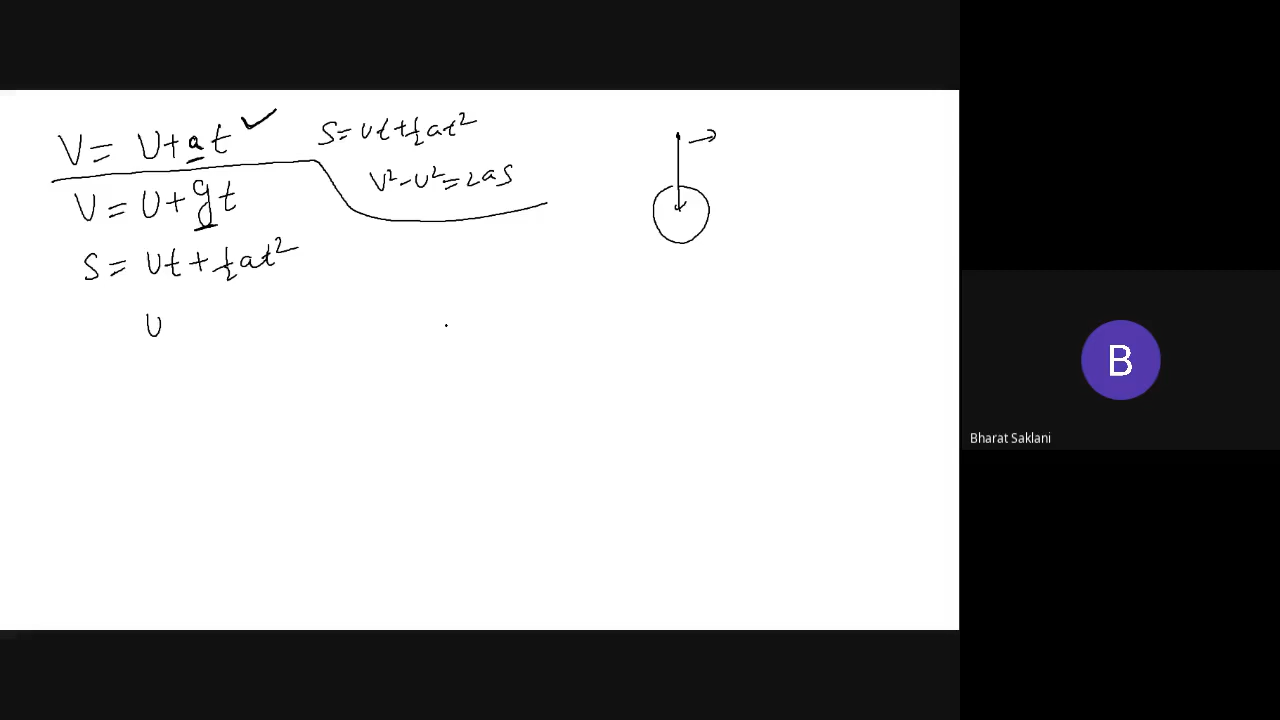 V = U + at ✓
S = Ut + ½at²
V² - U² = 2as
U = U + gt
S = Ut + ½at²
U
B
Bharat Saklani